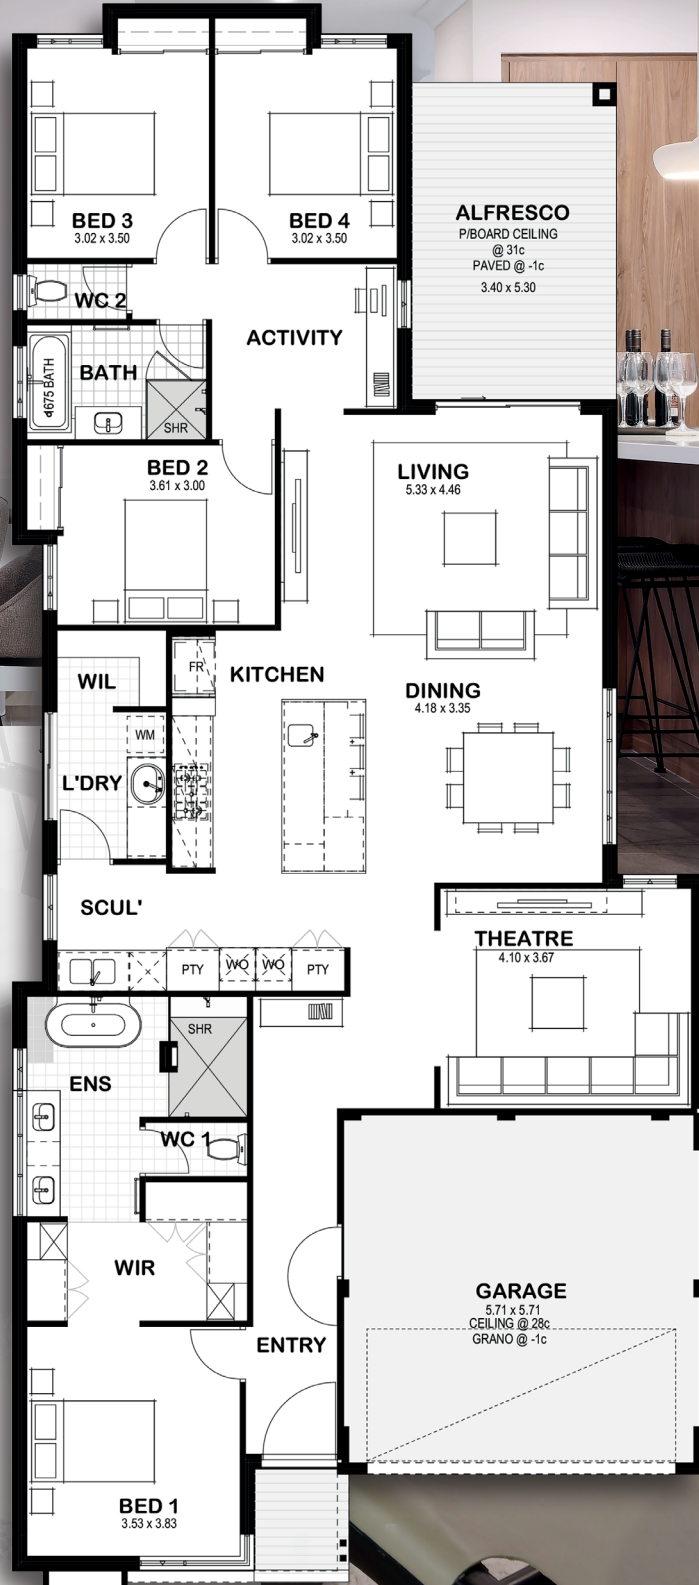 BED 3
3.02 x 3.50
BED 4
3.02 x 3.50
ALFRESCO
P/BOARD CEILING
@ 31c
PAVED @ -1c
3.40 x 5.30
WC 2
ACTIVITY
BATH
1675 BATH
SHR
BED 2
3.61 x 3.00
LIVING
5.33 x 4.46
FR
KITCHEN
WIL
DINING
4.18 x 3.35
WM
L'DRY
SCUL'
PTY
WO
WO
PTY
THEATRE
4.10 x 3.67
SHR
ENS
WC 1
WIR
GARAGE
5.71 x 5.71
CEILING @ 28c
GRANO @ -1c
ENTRY
BED 1
3.53 x 3.83